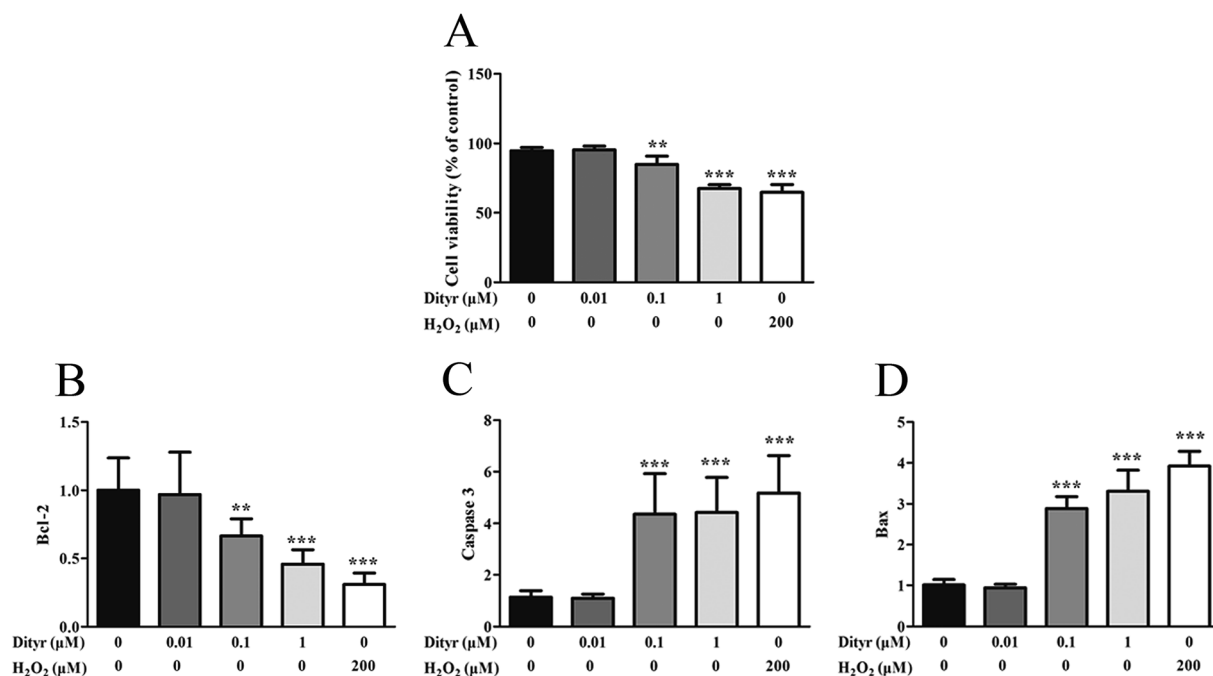 A
Cell viability (% of control)
150
100
50
0
**
***
***
Dityr (µM) 0 0.01 0.1 1 0
H₂O₂ (µM) 0 0 0 0 200
B
Bcl-2
1.5
1.0
0.5
0.0
**
***
***
Dityr (µM) 0 0.01 0.1 1 0
H₂O₂ (µM) 0 0 0 0 200
C
Caspase 3
8
6
4
2
0
***
***
***
Dityr (µM) 0 0.01 0.1 1 0
H₂O₂ (µM) 0 0 0 0 200
D
Bax
5
4
3
2
1
0
***
***
***
Dityr (µM) 0 0.01 0.1 1 0
H₂O₂ (µM) 0 0 0 0 200